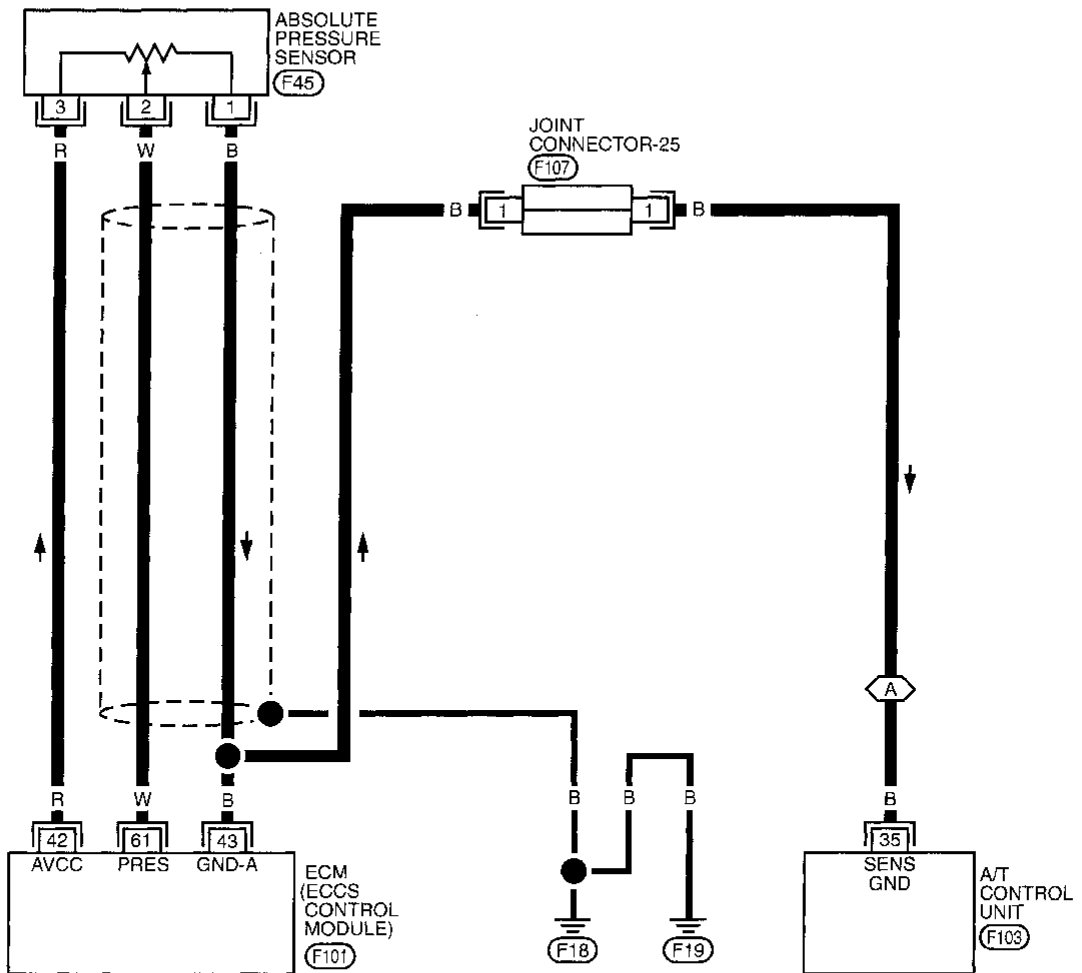 ABSOLUTE
PRESSURE
SENSOR
F45
3 2 1
R W B
JOINT
CONNECTOR-25
F107
B 1 1 B
A
R W B
B B B
B
42 61 43
AVCC PRES GND-A
35
SENS
GND
ECM
(ECCS
CONTROL
MODULE)
F101
F18 F19
A/T
CONTROL
UNIT
F103